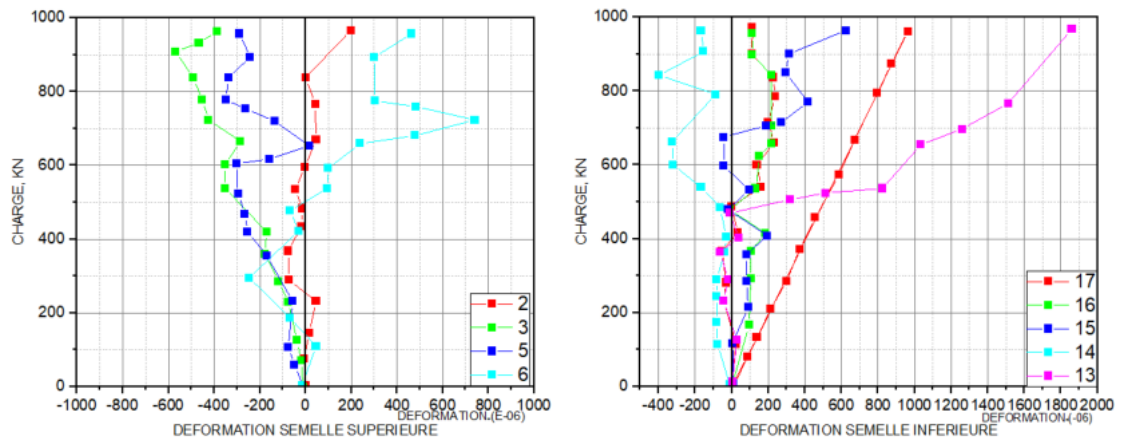 1000
800
600
400
200
0
CHARGE, KN
2
3
5
6
-1000 -800 -600 -400 -200 0 200 400 600 800 1000
DEFORMATION (E-06)
DEFORMATION SEMELLE SUPERIEURE
1000
800
600
400
200
0
CHARGE, KN
17
16
15
14
13
-400 -200 0 200 400 600 800 1000 1200 1400 1600 1800 2000
DEFORMATION (-06)
DEFORMATION SEMELLE INFERIEURE